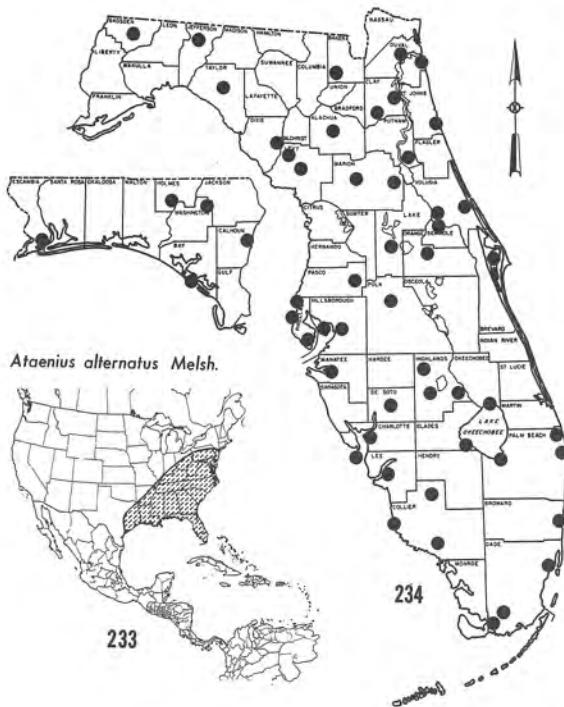 NASSAU
GADSDEN
LEON
JEFFERSON
MADISON
HAMILTON
BAKER
DUVAL
LIBERTY
WAKULLA
SUWANNEE
COLUMBIA
TAYLOR
UNION
CLAY
ST JOHNS
FRANKLIN
LAFAYETTE
BRADFORD
DIXIE
ALACHUA
PUTNAM
GILCHRIST
FLAGLER
LEVY
MARION
VOLUSIA
ESCAMBIA
SANTA ROSA
OKALOOSA
WALTON
HOLMES
JACKSON
WASHINGTON
BAY
CALHOUN
GULF
CITRUS
SUMTER
LAKE
ORANGE
SEMINOLE
HERNANDO
PASCO
POLK
OSCEOLA
HILLSBOROUGH
BREVARD
INDIAN RIVER
Ataenius alternatus Melsh.
MANATEE
HARDEE
HIGHLANDS
OKEECHOBEE
ST LUCIE
SARASOTA
DE SOTO
MARTIN
CHARLOTTE
GLADES
LAKE
OKEECHOBEE
PALM BEACH
LEE
HENDRY
COLLIER
BROWARD
DADE
MONROE
233
234